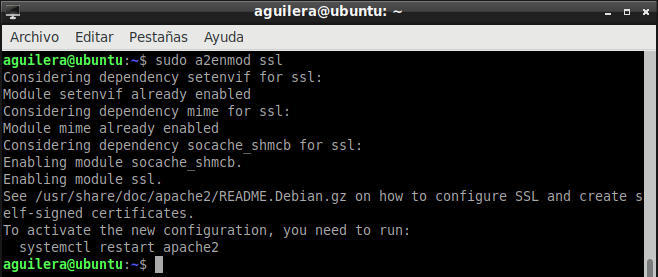 aguilera@ubuntu: ~
Archivo Editar Pestañas Ayuda
aguilera@ubuntu:~$ sudo a2enmod ssl
Considering dependency setenvif for ssl:
Module setenvif already enabled
Considering dependency mime for ssl:
Module mime already enabled
Considering dependency socache_shmcb for ssl:
Enabling module socache_shmcb.
Enabling module ssl.
See /usr/share/doc/apache2/README.Debian.gz on how to configure SSL and create s
elf-signed certificates.
To activate the new configuration, you need to run:
  systemctl restart apache2
aguilera@ubuntu:~$